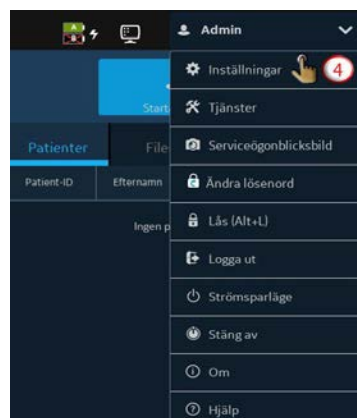 A
B
Admin
Inställningar
4
Start
Tjänster
Patienter
File
Serviceögonblicksbild
Patient-ID
Efternamn
Ändra lösenord
Ingen p
Lås (Alt+L)
Logga ut
Strömsparläge
Stäng av
Om
Hjälp